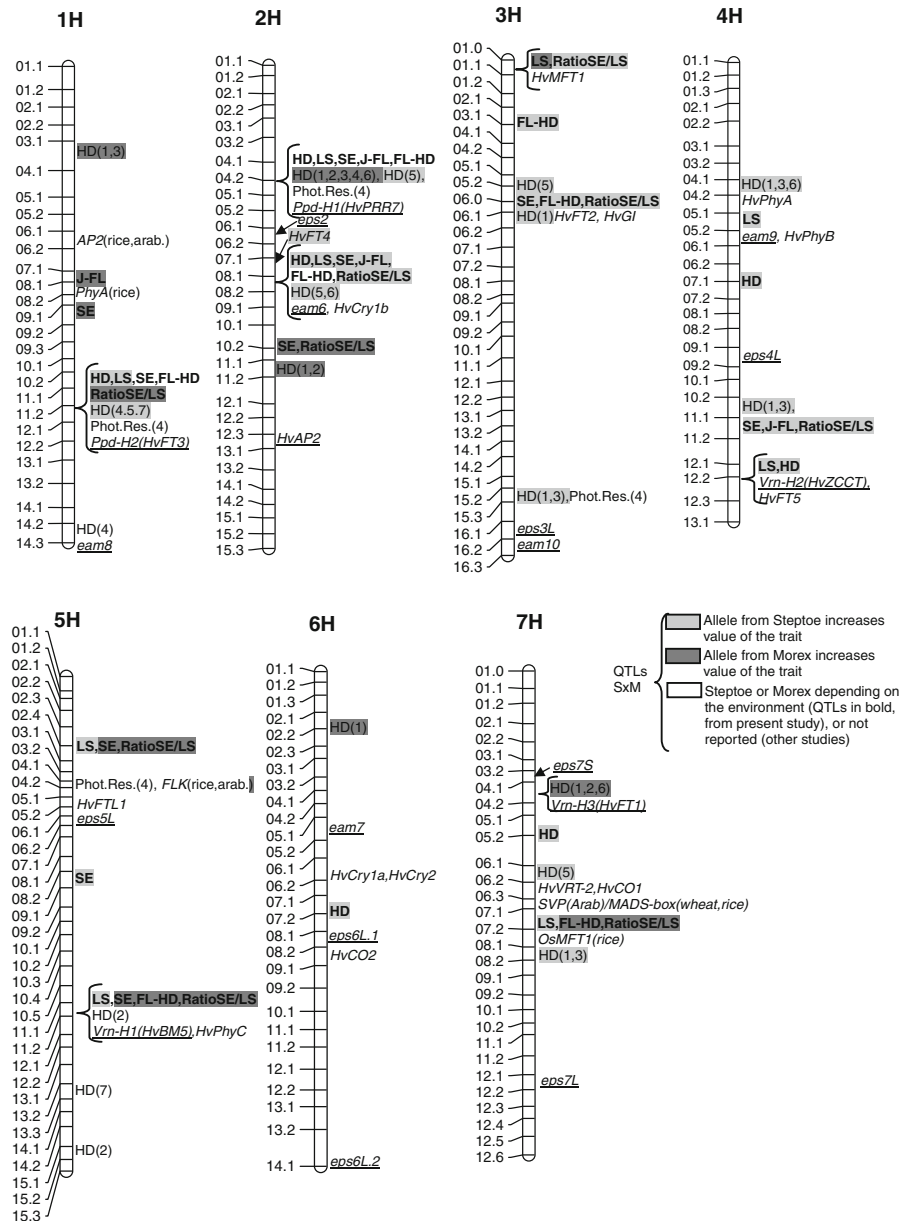 1H
01.1
01.2
02.1
02.2
03.1
04.1
05.1
05.2
06.1
06.2
07.1
08.1
08.2
09.1
09.2
09.3
10.1
10.2
11.1
11.2
12.1
12.2
13.1
13.2
14.1
14.2
14.3
HD(1,3)
AP2(rice,arab.)
J-FL
PhyA(rice)
SE
HD,LS,SE,FL-HD
RatioSE/LS
HD(4.5.7)
Phot.Res.(4)
Ppd-H2(HvFT3)
HD(4)
eam8
2H
01.1
01.2
02.1
02.2
03.1
03.2
04.1
04.2
05.1
05.2
06.1
06.2
07.1
08.1
08.2
09.1
10.1
10.2
11.1
11.2
12.1
12.2
12.3
13.1
13.2
14.1
14.2
15.1
15.2
15.3
HD,LS,SE,J-FL,FL-HD
HD(1,2,3,4,6), HD(5),
Phot.Res.(4)
Ppd-H1(HvPRR7)
eps2
HvFT4
HD,LS,SE,J-FL,
FL-HD,RatioSE/LS
HD(5,6)
eam6, HvCry1b
SE,RatioSE/LS
HD(1,2)
HvAP2
3H
01.0
01.1
01.2
02.1
03.1
04.1
04.2
05.1
05.2
06.0
06.1
06.2
07.1
07.2
08.1
08.2
09.1
09.2
10.1
11.1
12.1
12.2
13.1
13.2
14.1
14.2
15.1
15.2
15.3
16.1
16.2
16.3
LS,RatioSE/LS
HvMFT1
FL-HD
HD(5)
SE,FL-HD,RatioSE/LS
HD(1)HvFT2, HvGI
HD(1,3),Phot.Res.(4)
eps3L
eam10
4H
01.1
01.2
01.3
02.1
02.2
03.1
03.2
04.1
04.2
05.1
05.2
06.1
06.2
07.1
07.2
08.1
08.2
09.1
09.2
10.1
10.2
11.1
11.2
12.1
12.2
12.3
13.1
HD(1,3,6)
HvPhyA
LS
eam9, HvPhyB
HD
eps4L
HD(1,3),
SE,J-FL,RatioSE/LS
LS,HD
Vrn-H2(HvZCCT),
HvFT5
5H
01.1
01.2
02.1
02.2
02.3
02.4
03.1
03.2
04.1
04.2
05.1
05.2
06.1
06.2
07.1
08.1
08.2
09.1
09.2
10.1
10.2
10.3
10.4
10.5
11.1
11.2
12.1
12.2
13.1
13.2
13.3
14.1
14.2
15.1
15.2
15.3
LS,SE,RatioSE/LS
Phot.Res.(4), FLK(rice,arab.)
HvFTL1
eps5L
SE
LS,SE,FL-HD,RatioSE/LS
HD(2)
Vrn-H1(HvBM5),HvPhyC
HD(7)
HD(2)
6H
01.1
01.2
01.3
02.1
02.2
02.3
03.1
03.2
04.1
04.2
05.1
05.2
06.1
06.2
07.1
07.2
08.1
08.2
09.1
09.2
10.1
11.1
11.2
12.1
12.2
13.1
13.2
14.1
HD(1)
eam7
HvCry1a,HvCry2
HD
eps6L.1
HvCO2
eps6L.2
7H
01.0
01.1
01.2
02.1
02.2
03.1
03.2
04.1
04.2
05.1
05.2
06.1
06.2
06.3
07.1
07.2
08.1
08.2
09.1
09.2
10.1
10.2
11.1
11.2
12.1
12.2
12.3
12.4
12.5
12.6
eps7S
HD(1,2,6)
Vrn-H3(HvFT1)
HD
HD(5)
HvVRT-2,HvCO1
SVP(Arab)/MADS-box(wheat,rice)
LS,FL-HD,RatioSE/LS
OsMFT1(rice)
HD(1,3)
eps7L
QTLs
SxM
Allele from Steptoe increases
value of the trait
Allele from Morex increases
value of the trait
Steptoe or Morex depending on
the environment (QTLs in bold,
from present study), or not
reported (other studies)